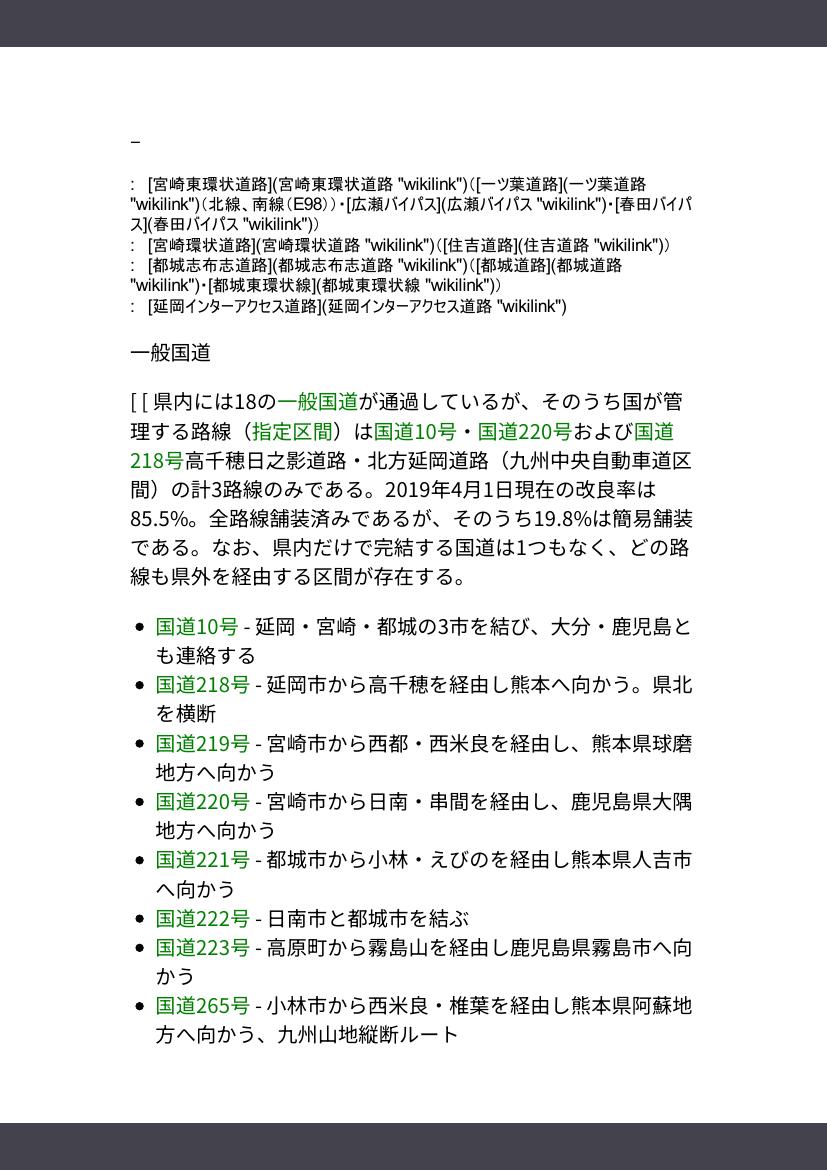 –
:   [宮崎東環状道路](宮崎東環状道路 "wikilink")（[一ツ葉道路](一ツ葉道路
"wikilink")（北線、南線（E98））・[広瀬バイパス](広瀬バイパス "wikilink")・[春田バイパ
ス](春田バイパス "wikilink")）
:   [宮崎環状道路](宮崎環状道路 "wikilink")（[住吉道路](住吉道路 "wikilink")）
:   [都城志布志道路](都城志布志道路 "wikilink")（[都城道路](都城道路
"wikilink")・[都城東環状線](都城東環状線 "wikilink")）
:   [延岡インターアクセス道路](延岡インターアクセス道路 "wikilink")
一般国道
[ [ 県内には18の一般国道が通過しているが、そのうち国が管
理する路線（指定区間）は国道10号・国道220号および国道
218号高千穂日之影道路・北方延岡道路（九州中央自動車道区
間）の計3路線のみである。2019年4月1日現在の改良率は
85.5%。全路線舗装済みであるが、そのうち19.8%は簡易舗装
である。なお、県内だけで完結する国道は1つもなく、どの路
線も県外を経由する区間が存在する。
● 国道10号 - 延岡・宮崎・都城の3市を結び、大分・鹿児島と
も連絡する
● 国道218号 - 延岡市から高千穂を経由し熊本へ向かう。県北
を横断
● 国道219号 - 宮崎市から西都・西米良を経由し、熊本県球磨
地方へ向かう
● 国道220号 - 宮崎市から日南・串間を経由し、鹿児島県大隅
地方へ向かう
● 国道221号 - 都城市から小林・えびのを経由し熊本県人吉市
へ向かう
● 国道222号 - 日南市と都城市を結ぶ
● 国道223号 - 高原町から霧島山を経由し鹿児島県霧島市へ向
かう
● 国道265号 - 小林市から西米良・椎葉を経由し熊本県阿蘇地
方へ向かう、九州山地縦断ルート